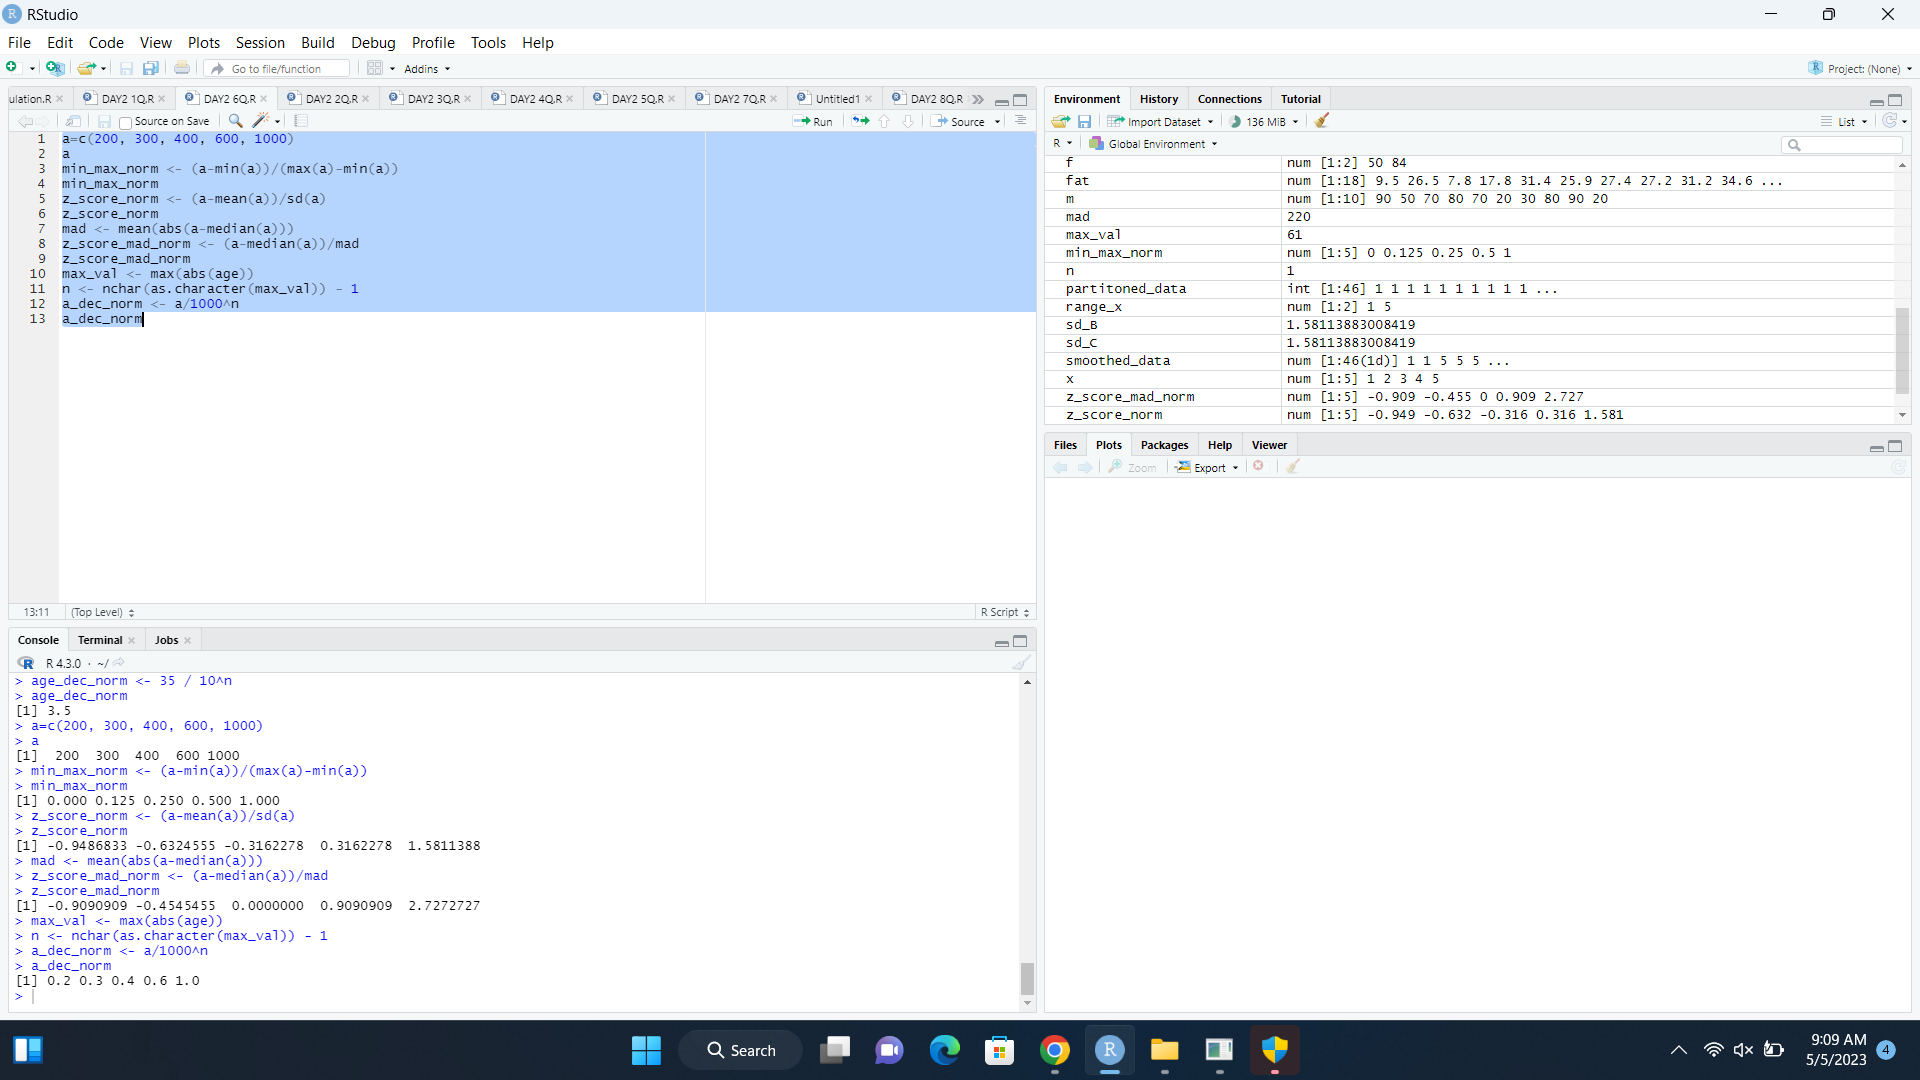 RStudio
File Edit Code View Plots Session Build Debug Profile Tools Help
Go to file/function Addins Project: (None)
ulation.R DAY2 1Q.R DAY2 6Q.R DAY2 2Q.R DAY2 3Q.R DAY2 4Q.R DAY2 5Q.R DAY2 7Q.R Untitled1 DAY2 8Q.R
Source on Save Run Source
1 a=c(200, 300, 400, 600, 1000)
2 a
3 min_max_norm <- (a-min(a))/(max(a)-min(a))
4 min_max_norm
5 z_score_norm <- (a-mean(a))/sd(a)
6 z_score_norm
7 mad <- mean(abs(a-median(a)))
8 z_score_mad_norm <- (a-median(a))/mad
9 z_score_mad_norm
10 max_val <- max(abs(age))
11 n <- nchar(as.character(max_val)) - 1
12 a_dec_norm <- a/1000^n
13 a_dec_norm
13:11 (Top Level) R Script
Console Terminal Jobs
R 4.3.0 · ~/
> age_dec_norm <- 35 / 10^n
> age_dec_norm
[1] 3.5
> a=c(200, 300, 400, 600, 1000)
> a
[1]  200  300  400  600 1000
> min_max_norm <- (a-min(a))/(max(a)-min(a))
> min_max_norm
[1] 0.000 0.125 0.250 0.500 1.000
> z_score_norm <- (a-mean(a))/sd(a)
> z_score_norm
[1] -0.9486833 -0.6324555 -0.3162278  0.3162278  1.5811388
> mad <- mean(abs(a-median(a)))
> z_score_mad_norm <- (a-median(a))/mad
> z_score_mad_norm
[1] -0.9090909 -0.4545455  0.0000000  0.9090909  2.7272727
> max_val <- max(abs(age))
> n <- nchar(as.character(max_val)) - 1
> a_dec_norm <- a/1000^n
> a_dec_norm
[1] 0.2 0.3 0.4 0.6 1.0
>
Environment History Connections Tutorial
Import Dataset 136 MiB List
R Global Environment
f num [1:2] 50 84
fat num [1:18] 9.5 26.5 7.8 17.8 31.4 25.9 27.4 27.2 31.2 34.6 ...
m num [1:10] 90 50 70 80 70 20 30 80 90 20
mad 220
max_val 61
min_max_norm num [1:5] 0 0.125 0.25 0.5 1
n 1
partitoned_data int [1:46] 1 1 1 1 1 1 1 1 1 1 ...
range_x num [1:2] 1 5
sd_B 1.58113883008419
sd_C 1.58113883008419
smoothed_data num [1:46(1d)] 1 1 5 5 5 ...
x num [1:5] 1 2 3 4 5
z_score_mad_norm num [1:5] -0.909 -0.455 0 0.909 2.727
z_score_norm num [1:5] -0.949 -0.632 -0.316 0.316 1.581
Files Plots Packages Help Viewer
Zoom Export
Search
9:09 AM
5/5/2023
4